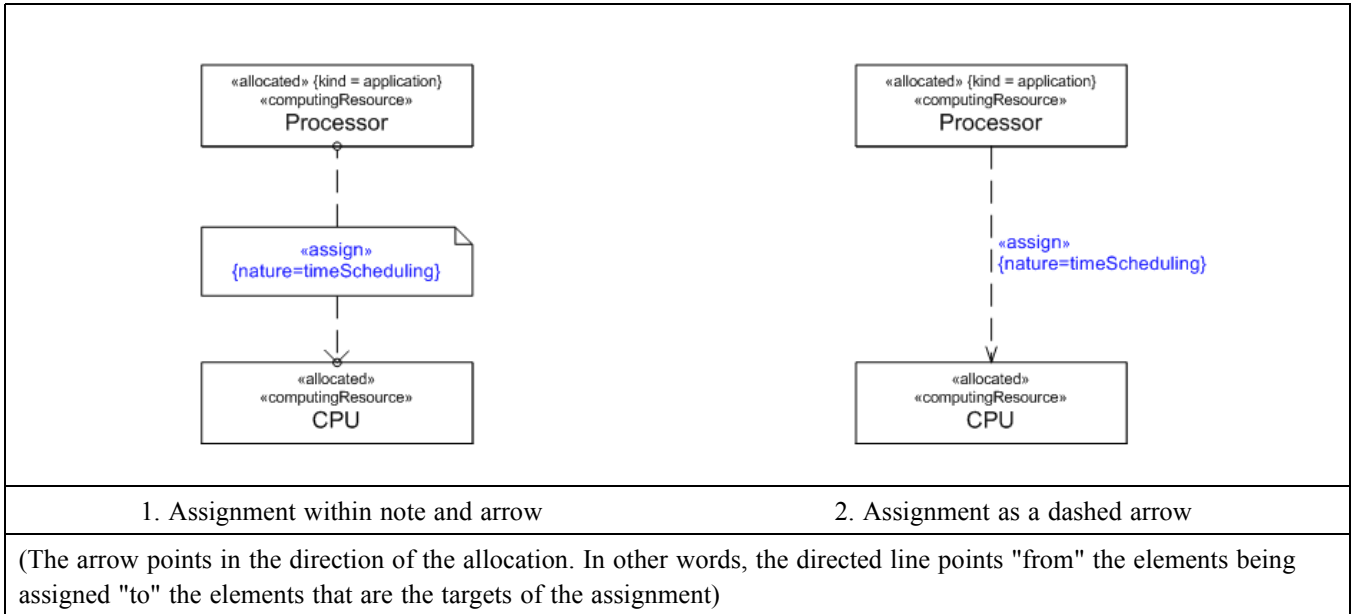 «allocated» {kind = application}
«computingResource»
Processor
«assign»
{nature=timeScheduling}
«allocated»
«computingResource»
CPU
«allocated» {kind = application}
«computingResource»
Processor
«assign»
{nature=timeScheduling}
«allocated»
«computingResource»
CPU
1. Assignment within note and arrow
2. Assignment as a dashed arrow
(The arrow points in the direction of the allocation. In other words, the directed line points "from" the elements being
assigned "to" the elements that are the targets of the assignment)